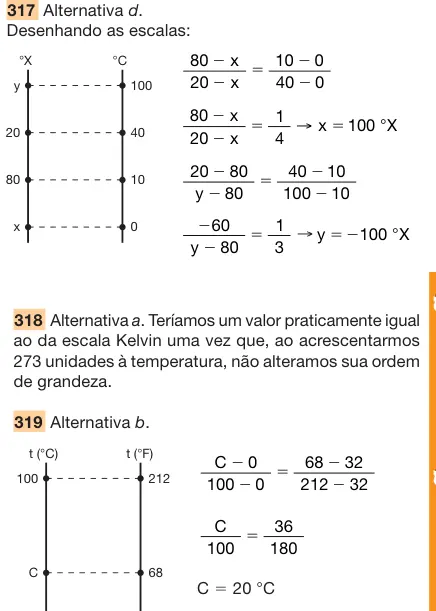 317 Alternativa d.
Desenhando as escalas:
°X °C
y 100
20 40
80 10
x 0
80 − x / 20 − x = 10 − 0 / 40 − 0
80 − x / 20 − x = 1 / 4 → x = 100 °X
20 − 80 / y − 80 = 40 − 10 / 100 − 10
−60 / y − 80 = 1 / 3 → y = −100 °X
318 Alternativa a. Teríamos um valor praticamente igual
ao da escala Kelvin uma vez que, ao acrescentarmos
273 unidades à temperatura, não alteramos sua ordem
de grandeza.
319 Alternativa b.
t (°C) t (°F)
100 212
C 68
C − 0 / 100 − 0 = 68 − 32 / 212 − 32
C / 100 = 36 / 180
C = 20 °C